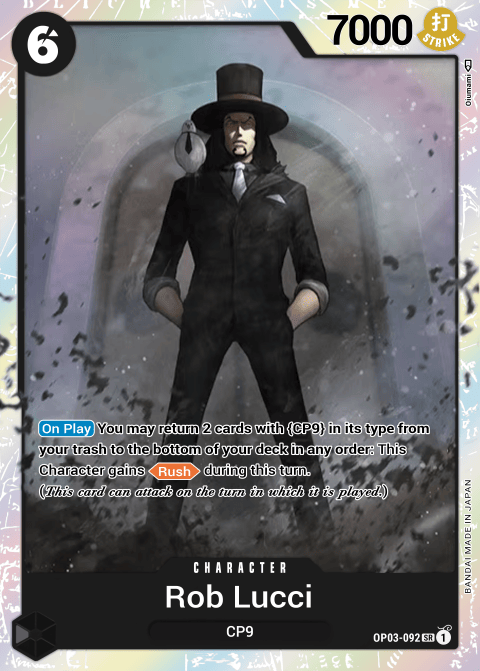 6
7000
打
STRIKE
Oiumami
On Play You may return 2 cards with {CP9} in its type from
your trash to the bottom of your deck in any order: This
Character gains Rush during this turn.
(This card can attack on the turn in which it is played.)
BANDAI MADE IN JAPAN
CHARACTER
Rob Lucci
CP9
OP03-092 SR 1